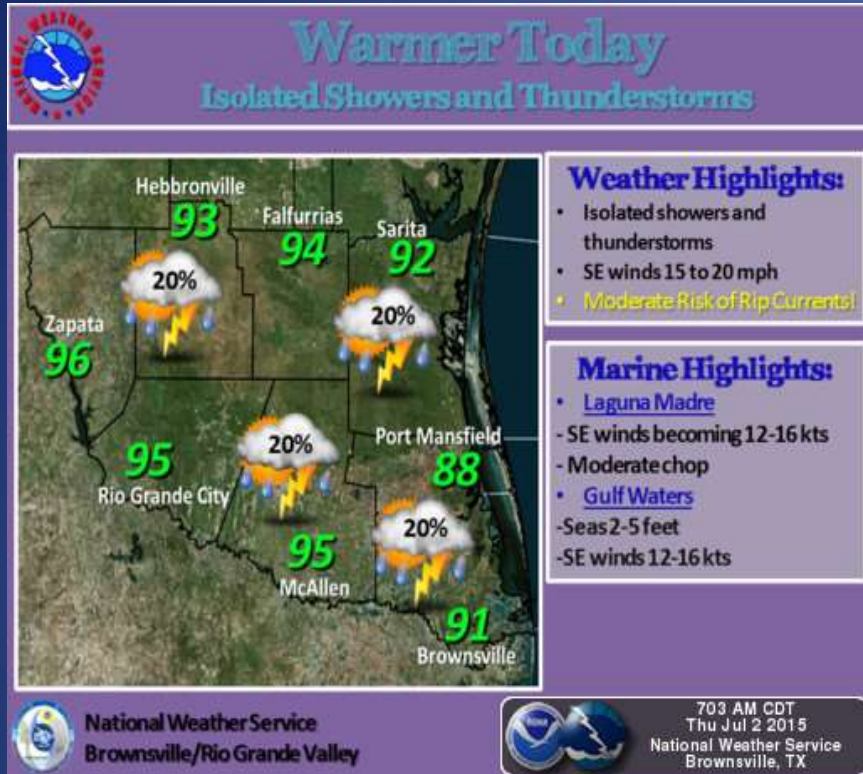 NATIONAL WEATHER SERVICE
Warmer Today
Isolated Showers and Thunderstorms
Hebbronville
93
Falfurrias
94
Sarita
92
20%
20%
Zapata
96
20%
Port Mansfield
88
95
Rio Grande City
20%
95
McAllen
91
Brownsville
Weather Highlights:
• Isolated showers and
thunderstorms
• SE winds 15 to 20 mph
• Moderate Risk of Rip Currents!
Marine Highlights:
• Laguna Madre
- SE winds becoming 12-16 kts
- Moderate chop
• Gulf Waters
-Seas 2-5 feet
-SE winds 12-16 kts
National Weather Service
Brownsville/Rio Grande Valley
noaa
703 AM CDT
Thu Jul 2 2015
National Weather Service
Brownsville, TX